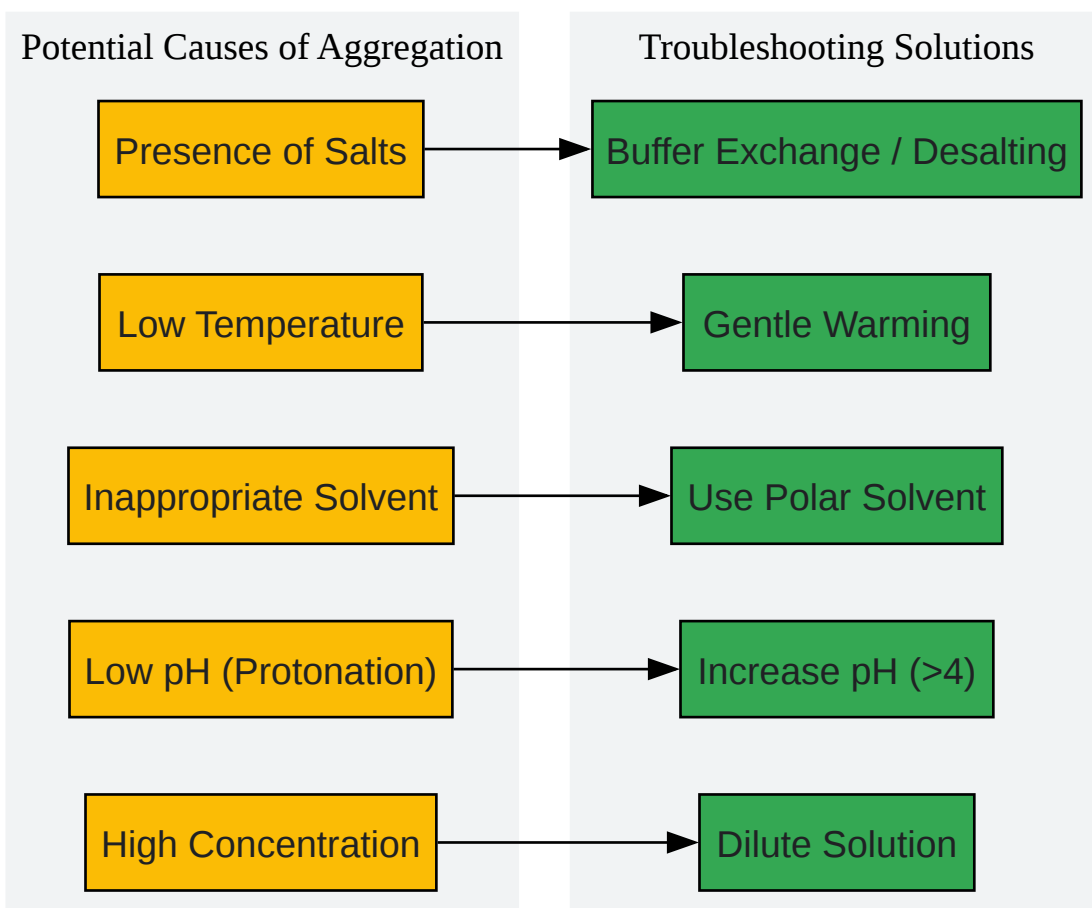 Potential Causes of Aggregation
Troubleshooting Solutions
Presence of Salts
Buffer Exchange / Desalting
Low Temperature
Gentle Warming
Inappropriate Solvent
Use Polar Solvent
Low pH (Protonation)
Increase pH (>4)
High Concentration
Dilute Solution